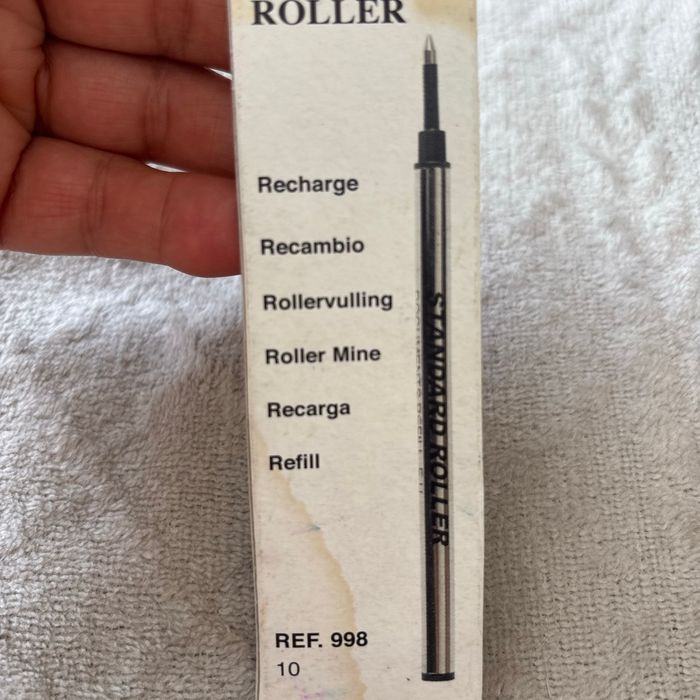 ROLLER
Recharge
Recambio
Rollervulling
Roller Mine
Recarga
Refill
STANDARD ROLLER
REF. 998
10